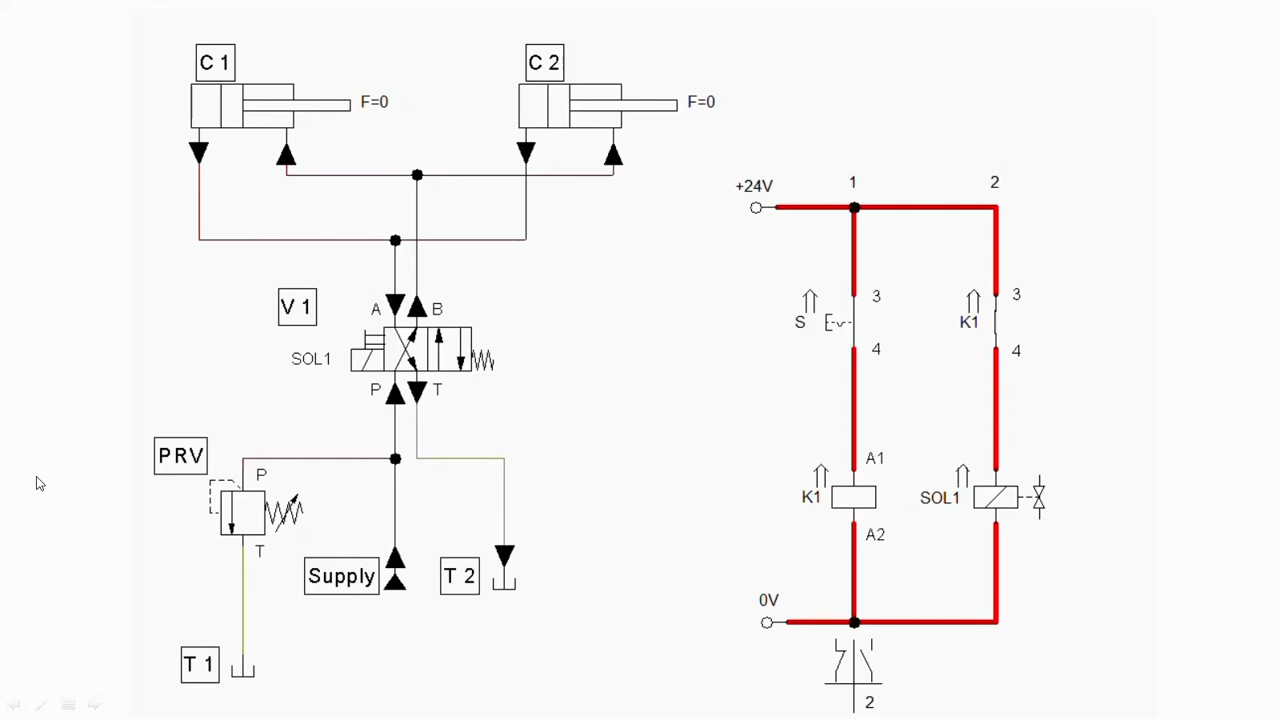 C 1
C 2
F=0
F=0
+24V
1
2
V 1
A
B
S
3
4
K1
3
4
SOL1
P
T
PRV
P
T
A1
K1
SOL1
A2
Supply
T 2
0V
T 1
2